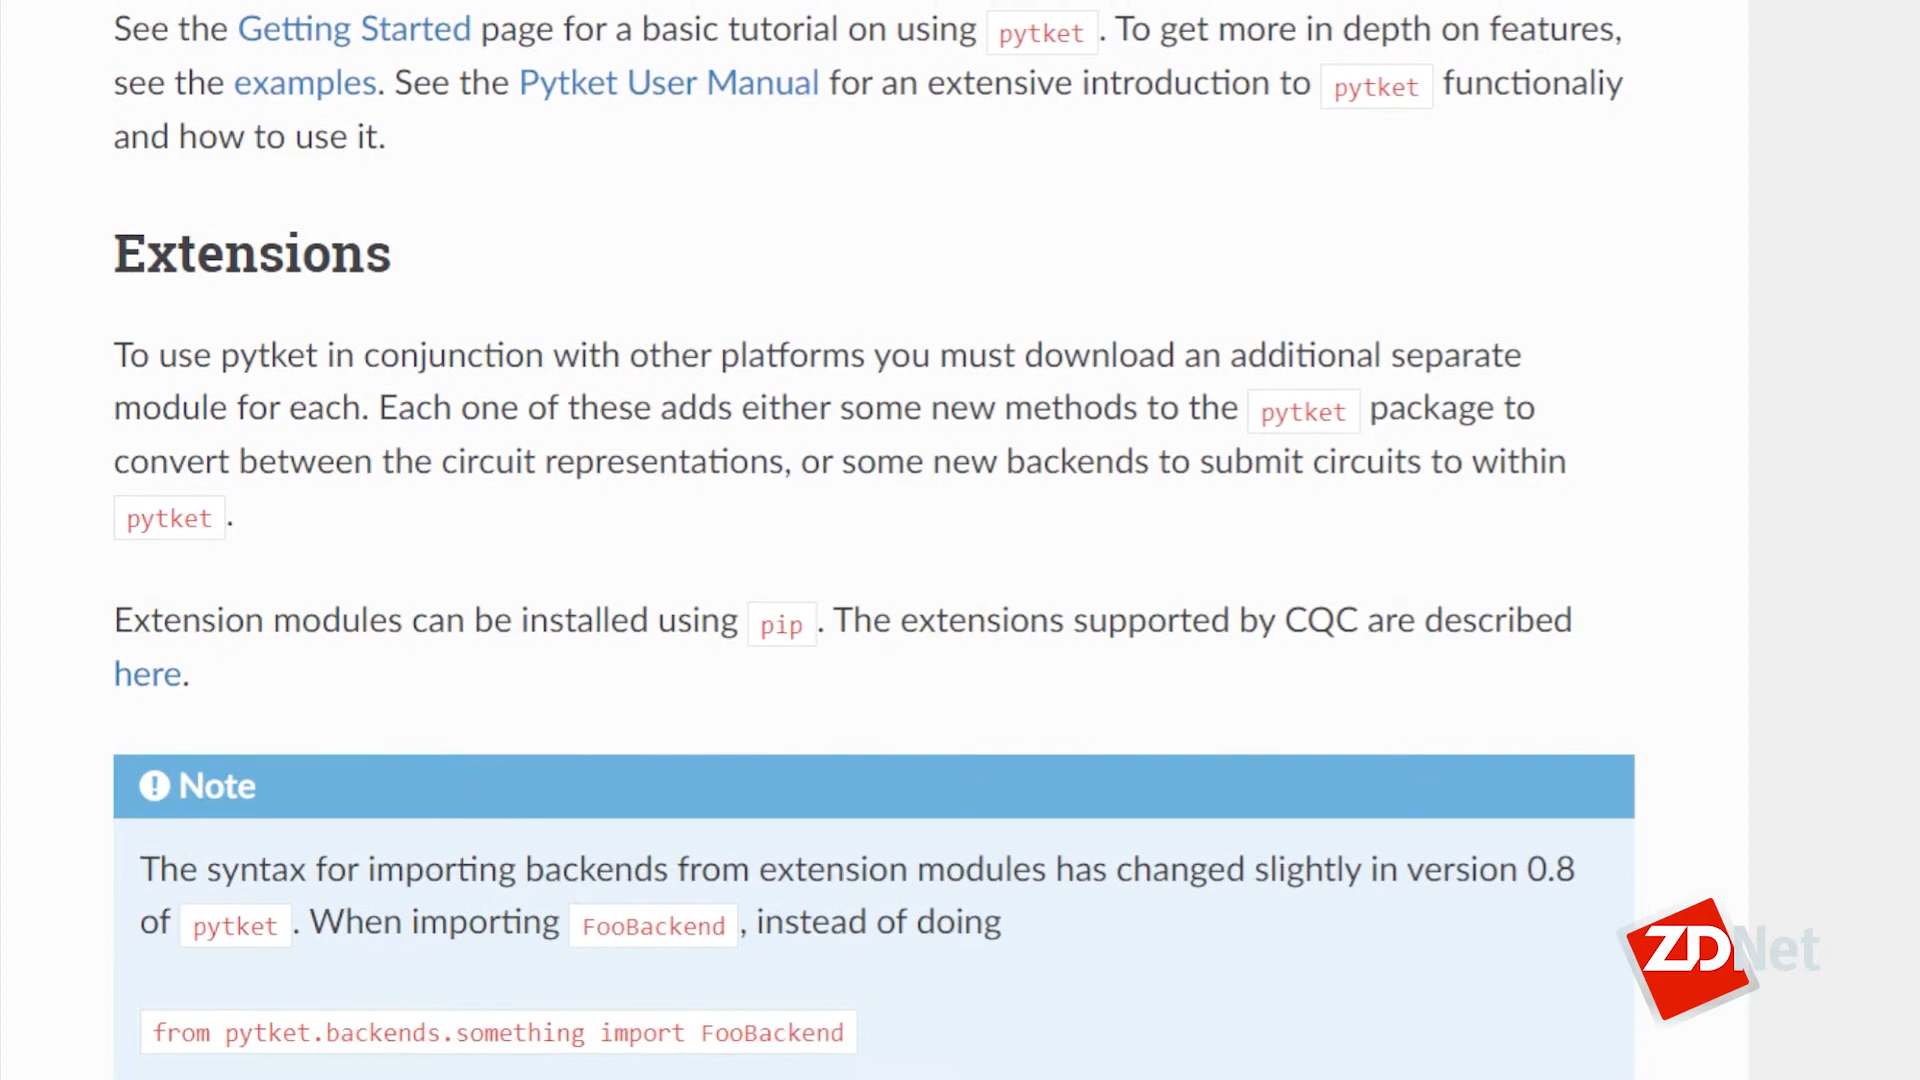 See the Getting Started page for a basic tutorial on using pytket. To get more in depth on features,
see the examples. See the Pytket User Manual for an extensive introduction to pytket functionaliy
and how to use it.
Extensions
To use pytket in conjunction with other platforms you must download an additional separate
module for each. Each one of these adds either some new methods to the pytket package to
convert between the circuit representations, or some new backends to submit circuits to within
pytket.
Extension modules can be installed using pip. The extensions supported by CQC are described
here.
Note
The syntax for importing backends from extension modules has changed slightly in version 0.8
of pytket. When importing FooBackend, instead of doing
from pytket.backends.something import FooBackend
ZDNet